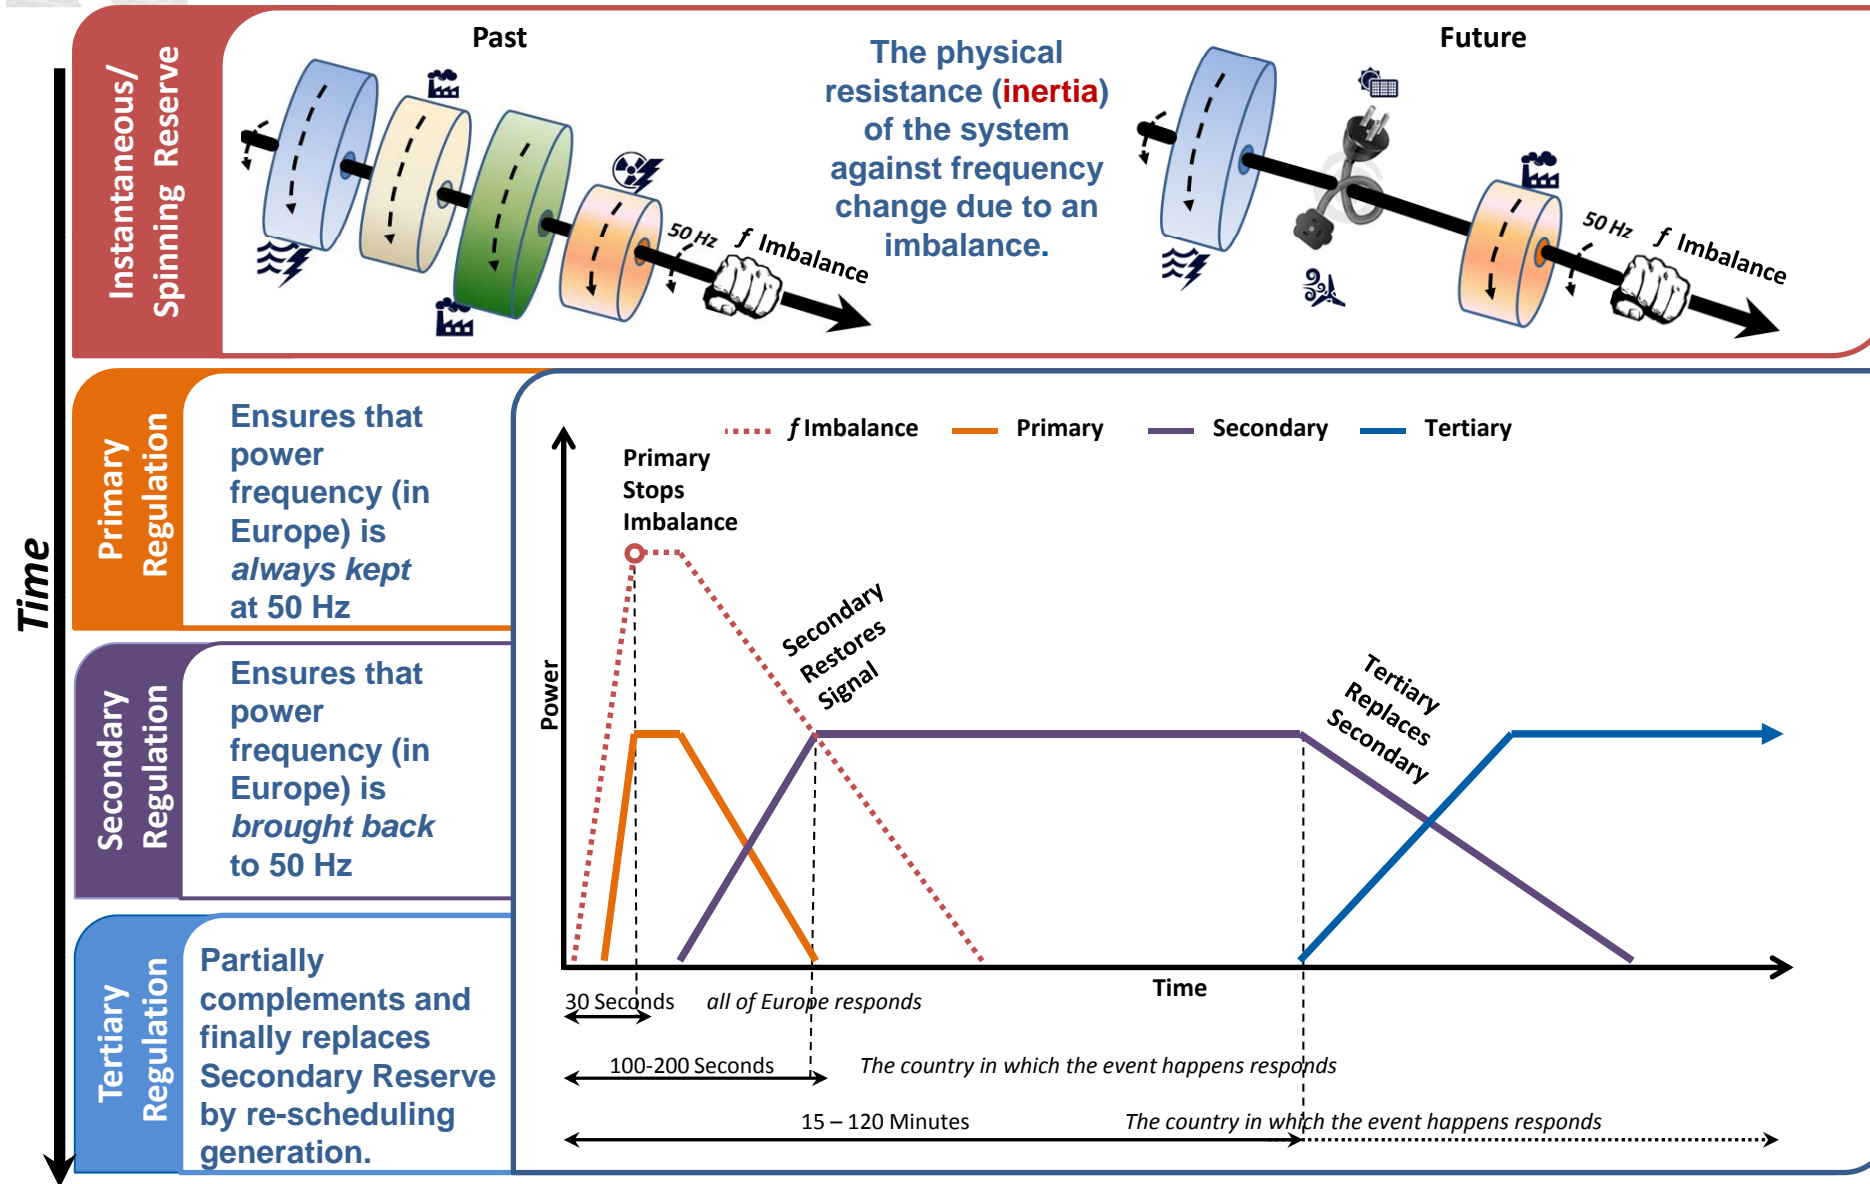 Time
Instantaneous/
Spinning Reserve
Past
50 Hz
f Imbalance
The physical
resistance (inertia)
of the system
against frequency
change due to an
imbalance.
Future
50 Hz
f Imbalance
Primary
Regulation
Ensures that
power
frequency (in
Europe) is
always kept
at 50 Hz
Secondary
Regulation
Ensures that
power
frequency (in
Europe) is
brought back
to 50 Hz
Tertiary
Regulation
Partially
complements and
finally replaces
Secondary Reserve
by re-scheduling
generation.
f Imbalance
Primary
Secondary
Tertiary
Primary
Stops
Imbalance
Secondary
Restores
Signal
Tertiary
Replaces
Secondary
Power
Time
30 Seconds
all of Europe responds
100-200 Seconds
The country in which the event happens responds
15 – 120 Minutes
The country in which the event happens responds